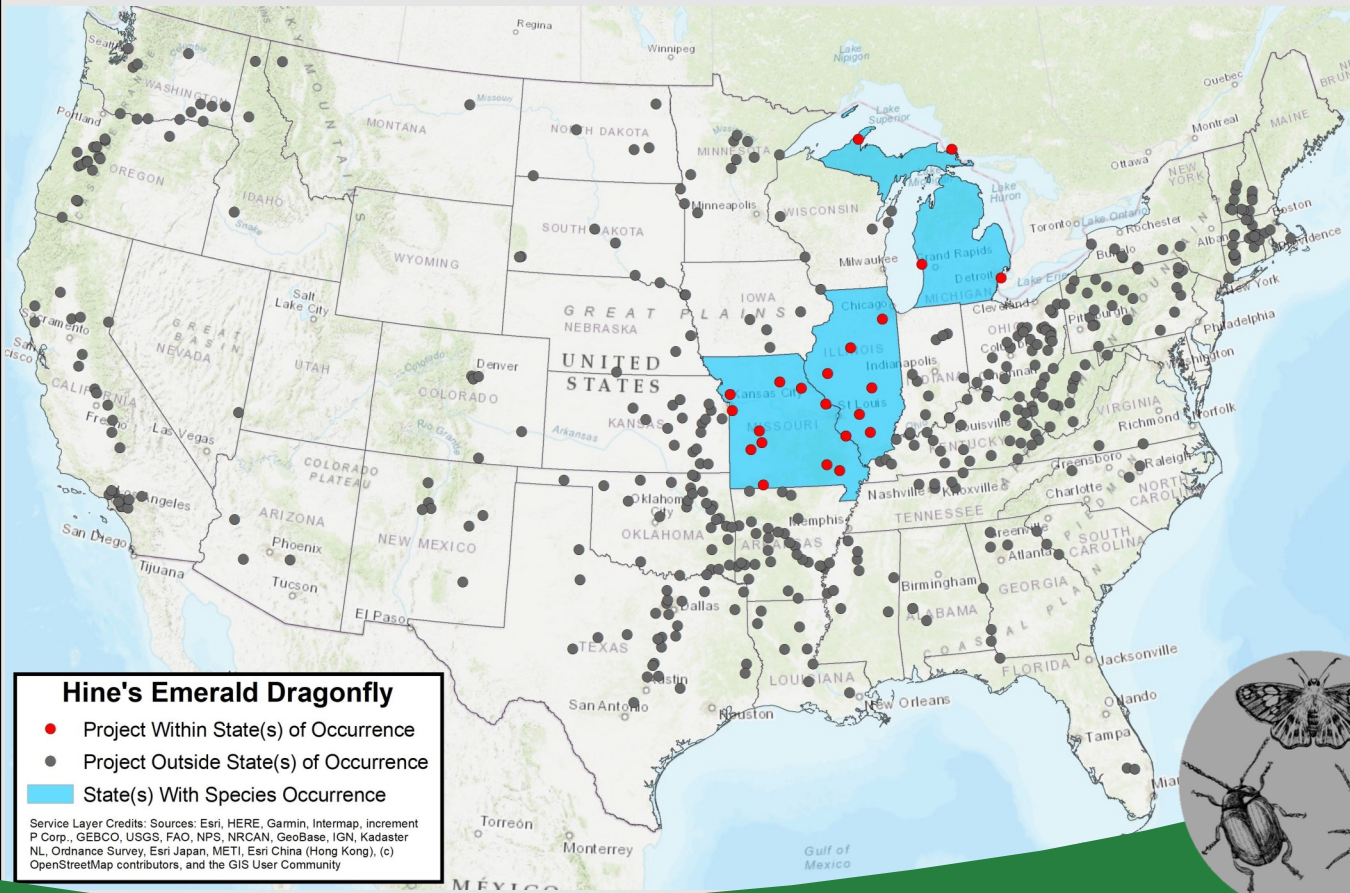 Regina
Winnipeg
Lake
Nipigon
Quebec
Montreal
MAINE
Ottawa
Lake
Superior
Missouri
MONTANA
NORTH DAKOTA
MINNESOTA
WASHINGTON
Portland
OREGON
IDAHO
Snake
Minneapolis
WISCONSIN
Lake
Huron
NEW
YORK
Toronto
Lake Ontario
Rochester
Boston
SOUTH DAKOTA
WYOMING
Milwaukee
Grand Rapids
Detroit
MICHIGAN
New York
Philadelphia
Salt
Lake City
GREAT
BASIN
NEVADA
UTAH
Sacramento
GREAT PLAINS
NEBRASKA
IOWA
Chicago
Cleveland
Pittsburgh
UNITED
STATES
Denver
COLORADO
Colorado
ILLINOIS
Indianapolis
INDIANA
Cincinnati
Washington
CALIFORNIA
Fresno
Las Vegas
Rio Grande
Arkansas
KANSAS
Kansas City
MISSOURI
St Louis
Louisville
KENTUCKY
VIRGINIA
Richmond
Norfolk
COLORADO
PLATEAU
Los Angeles
San Diego
Tijuana
ARIZONA
Phoenix
Tucson
NEW MEXICO
El Paso
Oklahoma
City
OKLAHOMA
Memphis
ARKANSAS
Nashville
Knoxville
TENNESSEE
Greensboro
Raleigh
Charlotte
NORTH
CAROLINA
Greenville
SOUTH
CAROLINA
Atlanta
GEORGIA
Birmingham
ALABAMA
COASTAL PLAIN
Dallas
TEXAS
Austin
San Antonio
Houston
LOUISIANA
New Orleans
FLORIDA
Jacksonville
Orlando
Tampa
Torreón
Monterrey
MÉXICO
Gulf of
Mexico
Hine's Emerald Dragonfly
Project Within State(s) of Occurrence
Project Outside State(s) of Occurrence
State(s) With Species Occurrence
Service Layer Credits: Sources: Esri, HERE, Garmin, Intermap, increment
P Corp., GEBCO, USGS, FAO, NPS, NRCAN, GeoBase, IGN, Kadaster
NL, Ordnance Survey, Esri Japan, METI, Esri China (Hong Kong), (c)
OpenStreetMap contributors, and the GIS User Community